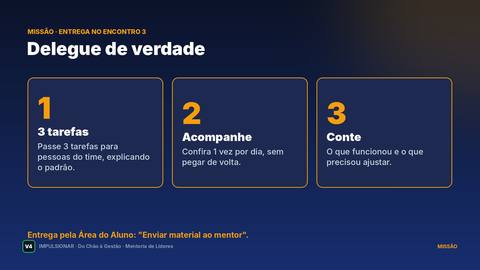 MISSÃO · ENTREGA NO ENCONTRO 3
Delegue de verdade
1
3 tarefas
Passe 3 tarefas para
pessoas do time, explicando
o padrão.
2
Acompanhe
Confira 1 vez por dia, sem
pegar de volta.
3
Conte
O que funcionou e o que
precisou ajustar.
Entrega pela Área do Aluno: "Enviar material ao mentor".
V4 IMPULSIONAR · Do Chão à Gestão · Mentoria de Líderes
MISSÃO